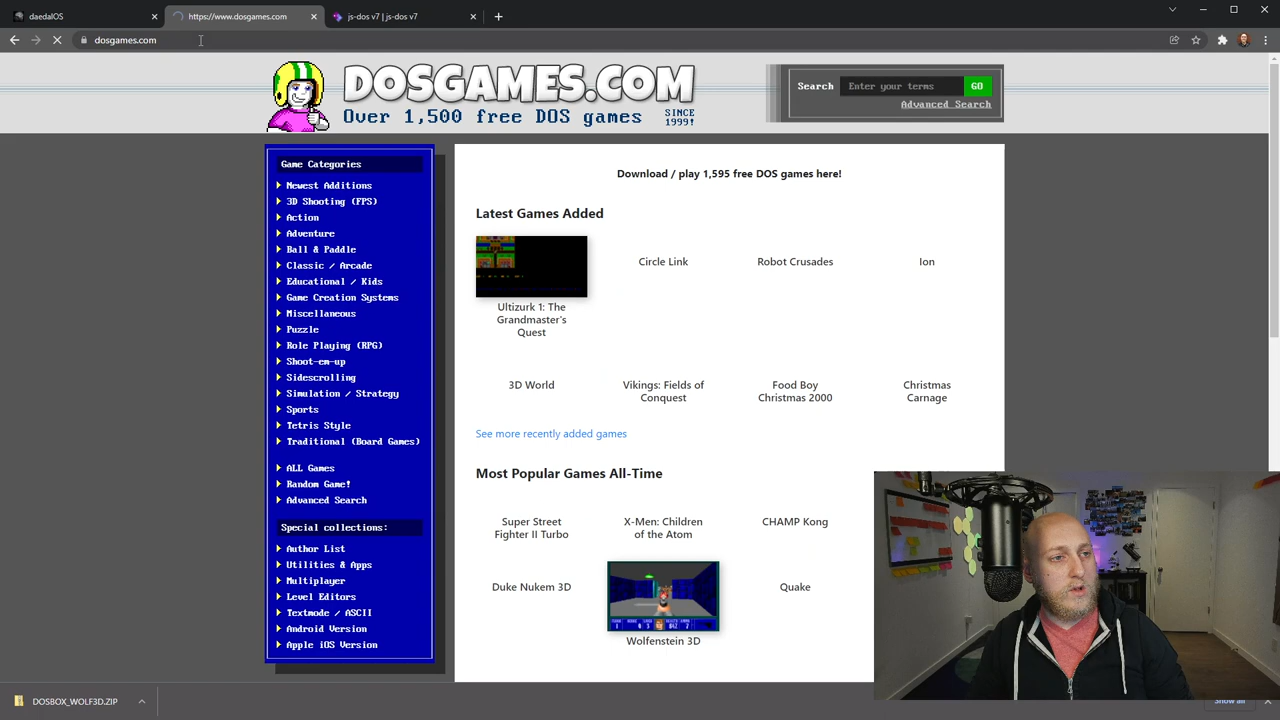 daedalOS
https://www.dosgames.com
js-dos v7 | js-dos v7
dosgames.com
DOSGAMES.COM
Over 1,500 free DOS games
SINCE
1999!
Search
Enter your terms
GO
Advanced Search
Game Categories
Newest Additions
3D Shooting (FPS)
Action
Adventure
Ball & Paddle
Classic / Arcade
Educational / Kids
Game Creation Systems
Miscellaneous
Puzzle
Role Playing (RPG)
Shoot-em-up
Sidescrolling
Simulation / Strategy
Sports
Tetris Style
Traditional (Board Games)
ALL Games
Random Game!
Advanced Search
Special collections:
Author List
Utilities & Apps
Multiplayer
Level Editors
Textmode / ASCII
Android Version
Apple iOS Version
Download / play 1,595 free DOS games here!
Latest Games Added
Ultizurk 1: The
Grandmaster's
Quest
Circle Link
Robot Crusades
Ion
3D World
Vikings: Fields of
Conquest
Food Boy
Christmas 2000
Christmas
Carnage
See more recently added games
Most Popular Games All-Time
Super Street
Fighter II Turbo
X-Men: Children
of the Atom
CHAMP Kong
Duke Nukem 3D
Wolfenstein 3D
Quake
DOSBOX_WOLF3D.ZIP
Show all